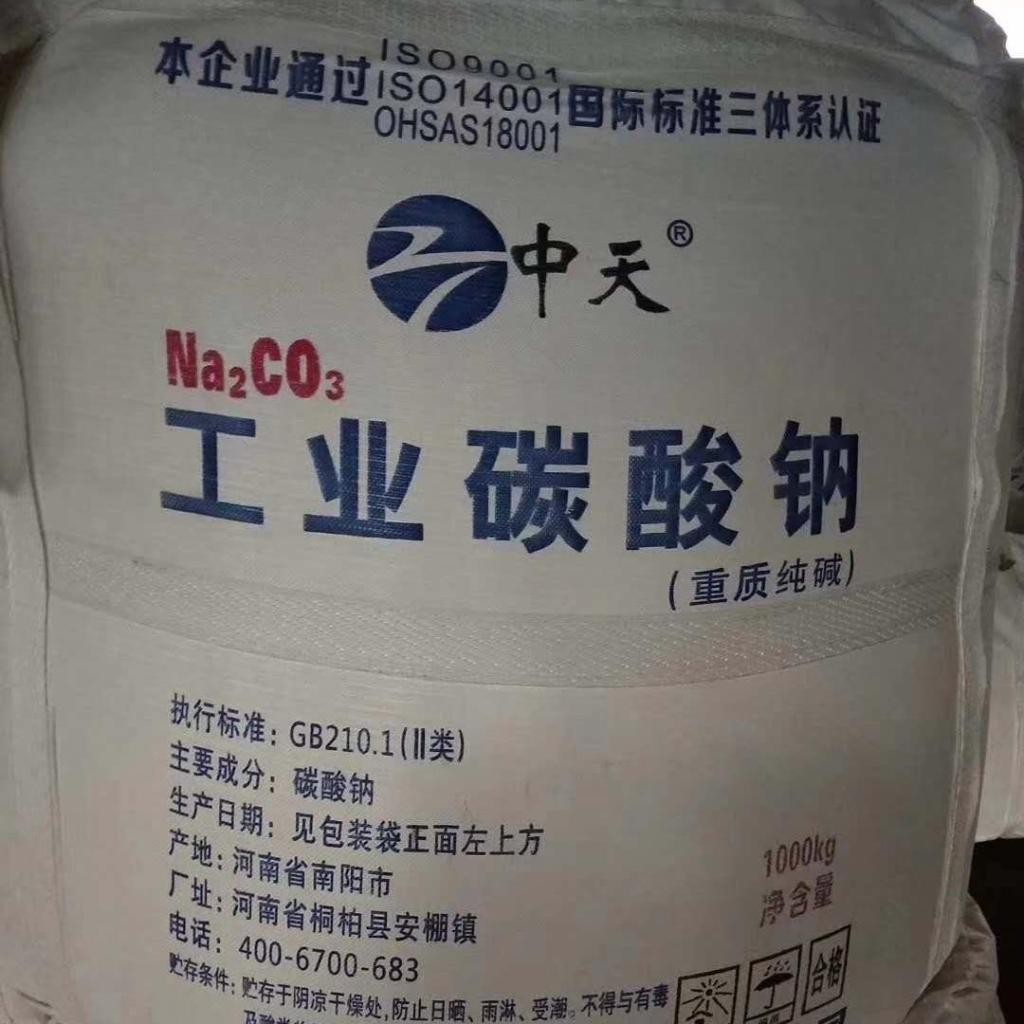 本企业通过
ISO9001
ISO14001
OHSAS18001
国际标准三体系认证
中天®
Na₂CO₃
工业碳酸钠
(重质纯碱)
执行标准：GB210.1(Ⅱ类)
主要成分：碳酸钠
生产日期：见包装袋正面左上方
产地：河南省南阳市
厂址：河南省桐柏县安棚镇
电话：400-6700-683
贮存条件：贮存于阴凉干燥处,防止日晒、雨淋、受潮。不得与有毒
1000kg
净含量
合格